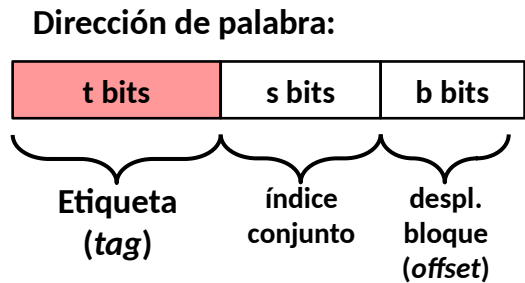 Dirección de palabra:
t bits
s bits
b bits
Etiqueta
(tag)
índice
conjunto
despl.
bloque
(offset)